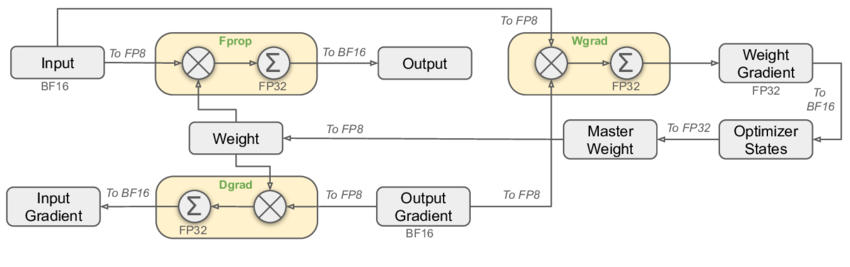 To FP8
Fprop
Wgrad
Input
To FP8
Σ
To BF16
Output
Σ
Weight
Gradient
BF16
FP32
FP32
FP32
To
BF16
Weight
To FP8
Master
Weight
To FP32
Optimizer
States
Dgrad
Input
Gradient
To BF16
Σ
To FP8
Output
Gradient
To FP8
FP32
BF16